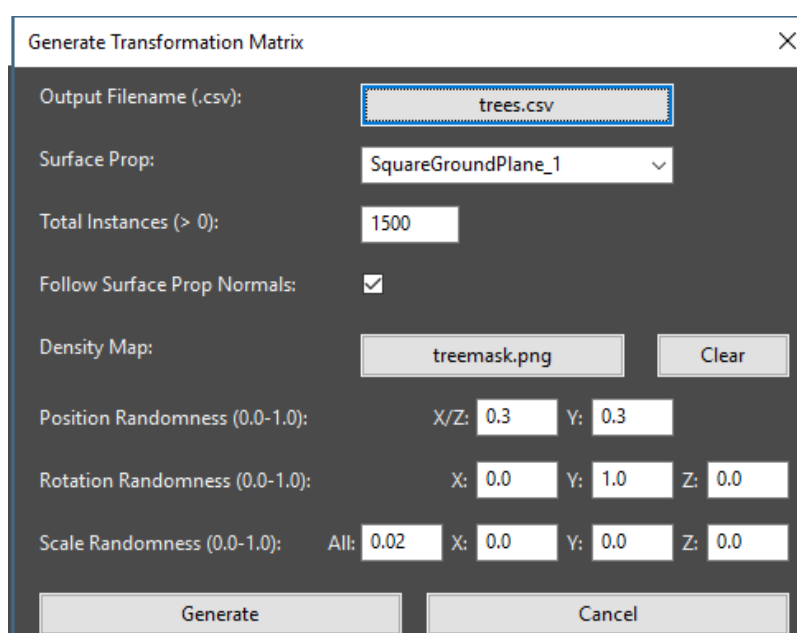 Generate Transformation Matrix
Output Filename (.csv): trees.csv
Surface Prop: SquareGroundPlane_1
Total Instances (> 0): 1500
Follow Surface Prop Normals:
Density Map: treemask.png Clear
Position Randomness (0.0-1.0): X/Z: 0.3 Y: 0.3
Rotation Randomness (0.0-1.0): X: 0.0 Y: 1.0 Z: 0.0
Scale Randomness (0.0-1.0): All: 0.02 X: 0.0 Y: 0.0 Z: 0.0
Generate Cancel